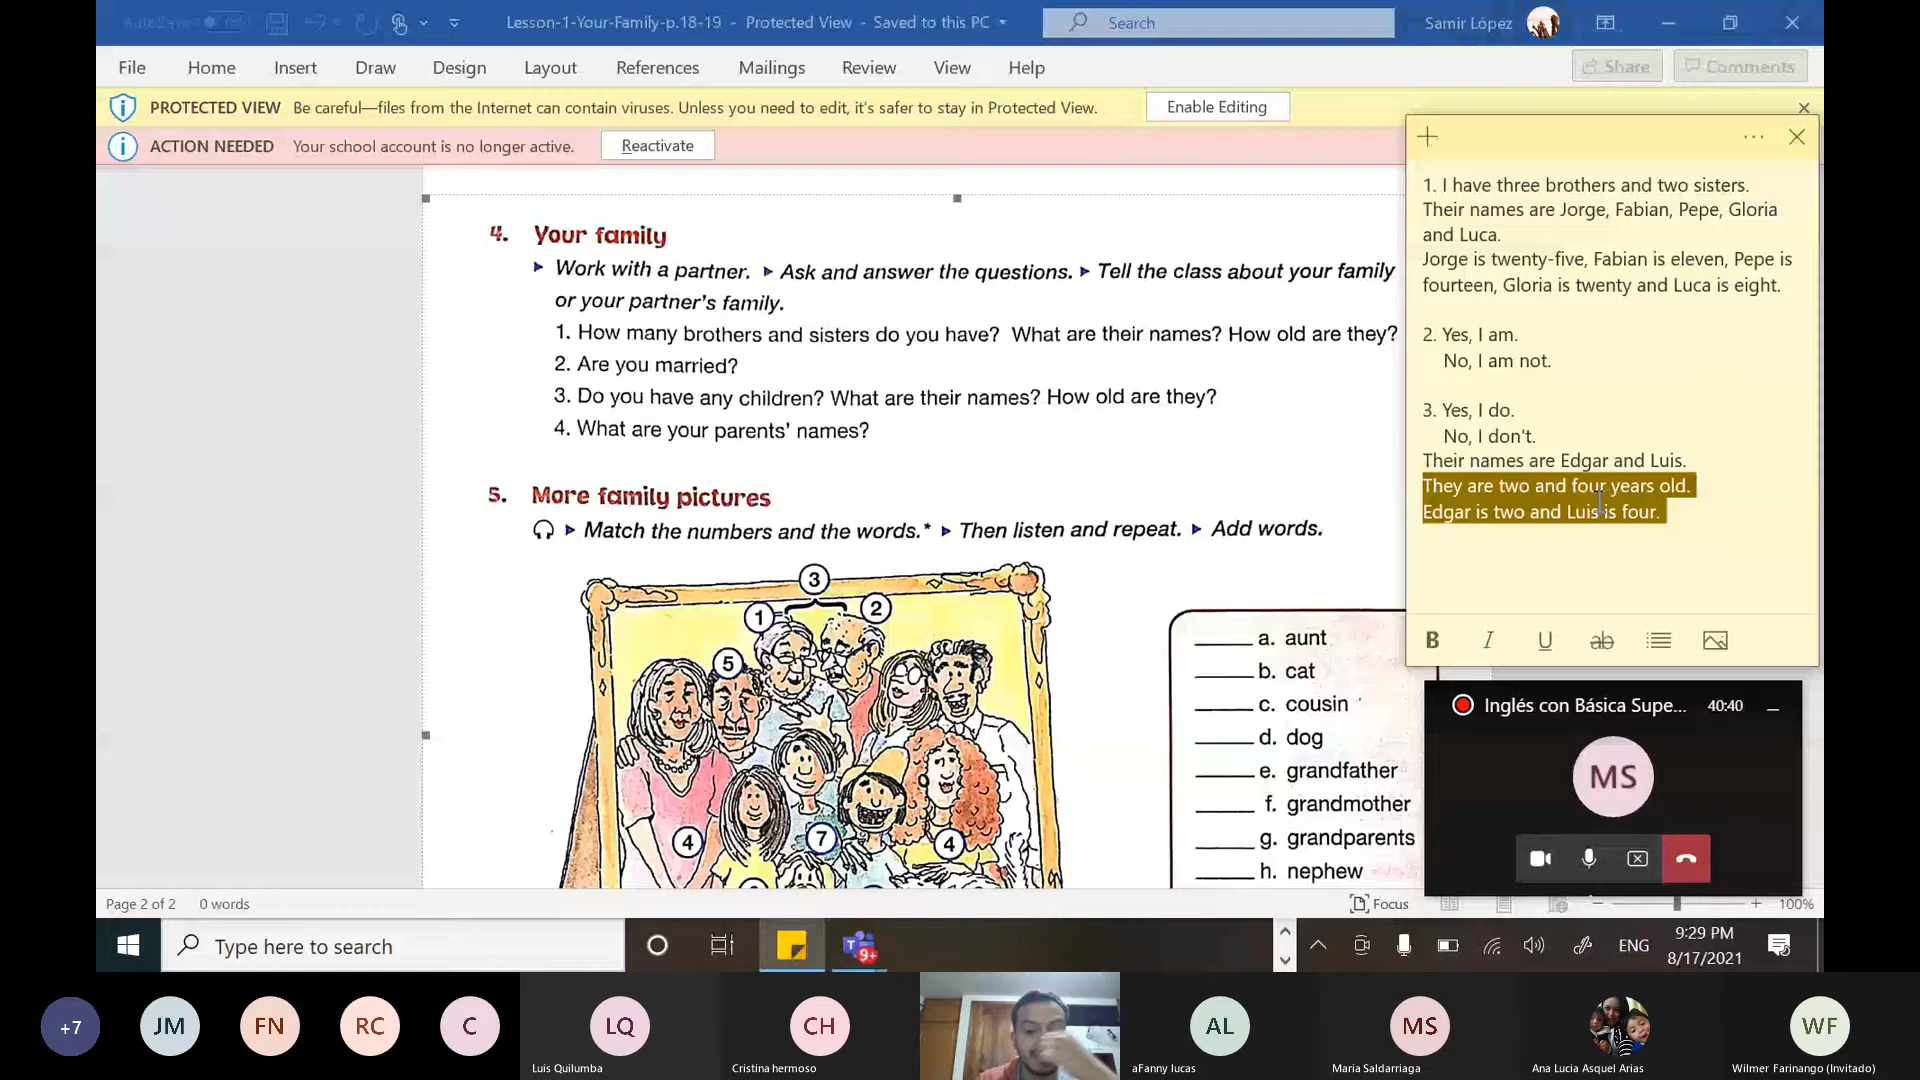 Lesson-1-Your-Family-p.18-19 - Protected View - Saved to this PC
Search
Samir López
File Home Insert Draw Design Layout References Mailings Review View Help
Share
Comments
PROTECTED VIEW Be careful—files from the Internet can contain viruses. Unless you need to edit, it's safer to stay in Protected View.
Enable Editing
ACTION NEEDED Your school account is no longer active.
Reactivate
4. Your family
Work with a partner. Ask and answer the questions. Tell the class about your family
or your partner's family.
1. How many brothers and sisters do you have? What are their names? How old are they?
2. Are you married?
3. Do you have any children? What are their names? How old are they?
4. What are your parents' names?
5. More family pictures
Match the numbers and the words.* Then listen and repeat. Add words.
3
1
2
5
4
7
4
a. aunt
b. cat
c. cousin
d. dog
e. grandfather
f. grandmother
g. grandparents
h. nephew
1. I have three brothers and two sisters.
Their names are Jorge, Fabian, Pepe, Gloria
and Luca.
Jorge is twenty-five, Fabian is eleven, Pepe is
fourteen, Gloria is twenty and Luca is eight.
2. Yes, I am.
No, I am not.
3. Yes, I do.
No, I don't.
Their names are Edgar and Luis.
They are two and four years old.
Edgar is two and Luis is four.
B I U ab
Inglés con Básica Supe... 40:40
MS
Page 2 of 2 0 words
Focus
100%
Type here to search
9+
ENG
9:29 PM
8/17/2021
+7
JM
FN
RC
C
LQ
Luis Quilumba
CH
Cristina hermoso
AL
aFanny lucas
MS
Maria Saldarriaga
Ana Lucia Asquel Arias
WF
Wilmer Farinango (Invitado)